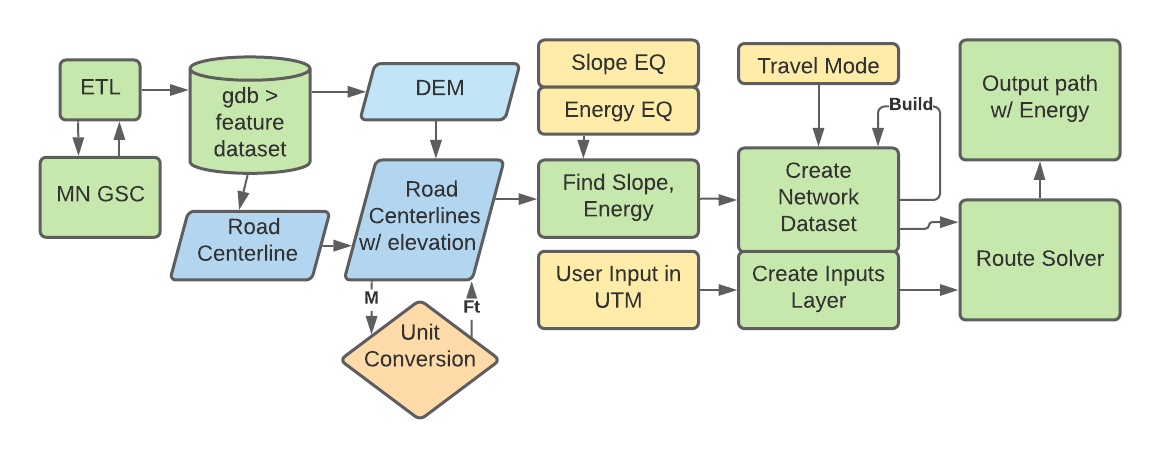 ETL
MN GSC
gdb >
feature
dataset
Road
Centerline
DEM
Road
Centerlines
w/ elevation
M
Ft
Unit
Conversion
Slope EQ
Energy EQ
Find Slope,
Energy
User Input in
UTM
Travel Mode
Build
Create
Network
Dataset
Create Inputs
Layer
Output path
w/ Energy
Route Solver